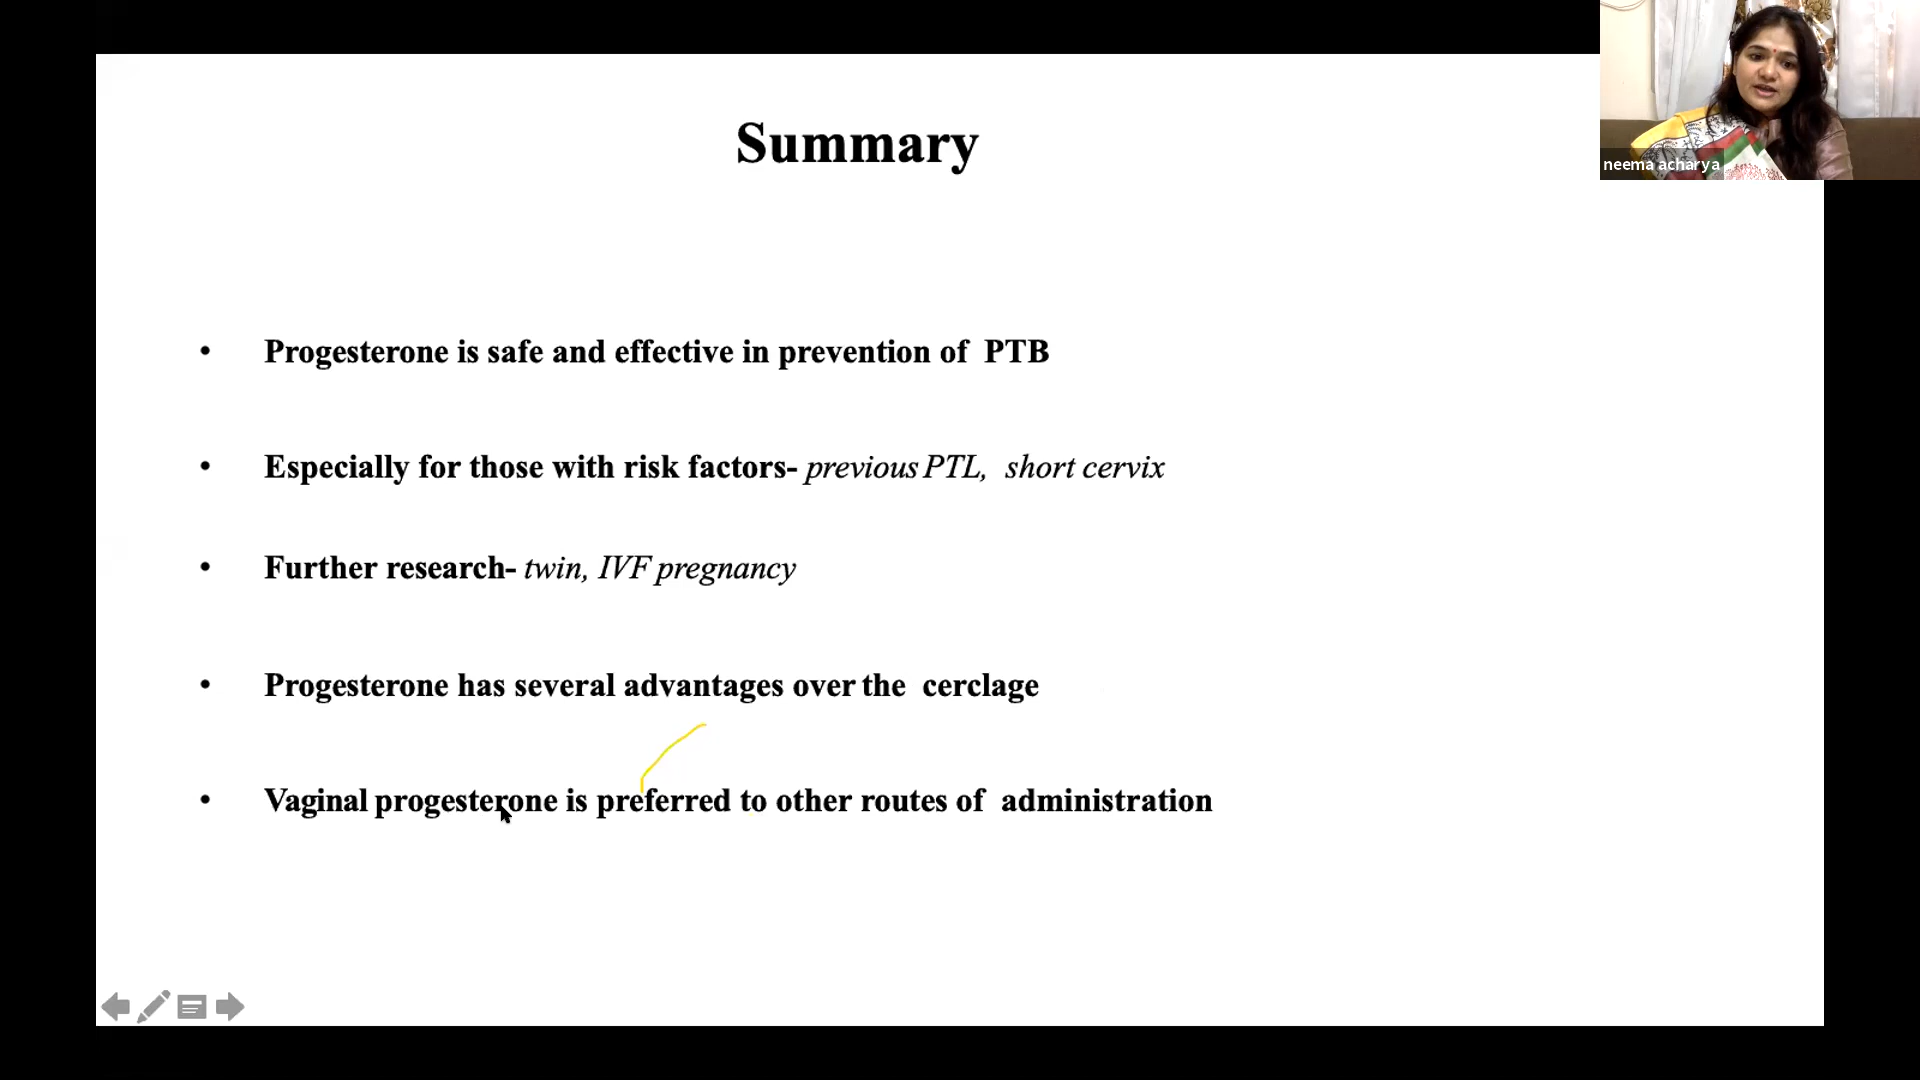 neema acharya
Summary
• Progesterone is safe and effective in prevention of PTB
• Especially for those with risk factors- previous PTL, short cervix
• Further research- twin, IVF pregnancy
• Progesterone has several advantages over the cerclage
• Vaginal progesterone is preferred to other routes of administration